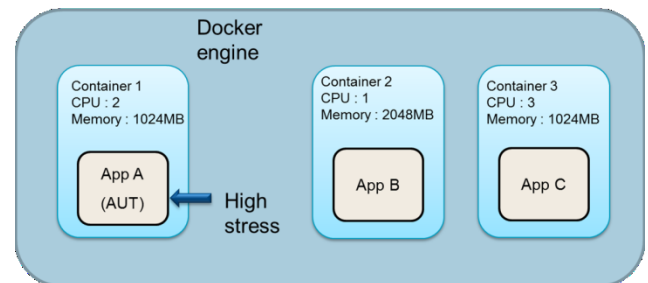 Docker
engine
Container 1
CPU : 2
Memory : 1024MB
App A
(AUT)
High
stress
Container 2
CPU : 1
Memory : 2048MB
App B
Container 3
CPU : 3
Memory : 1024MB
App C